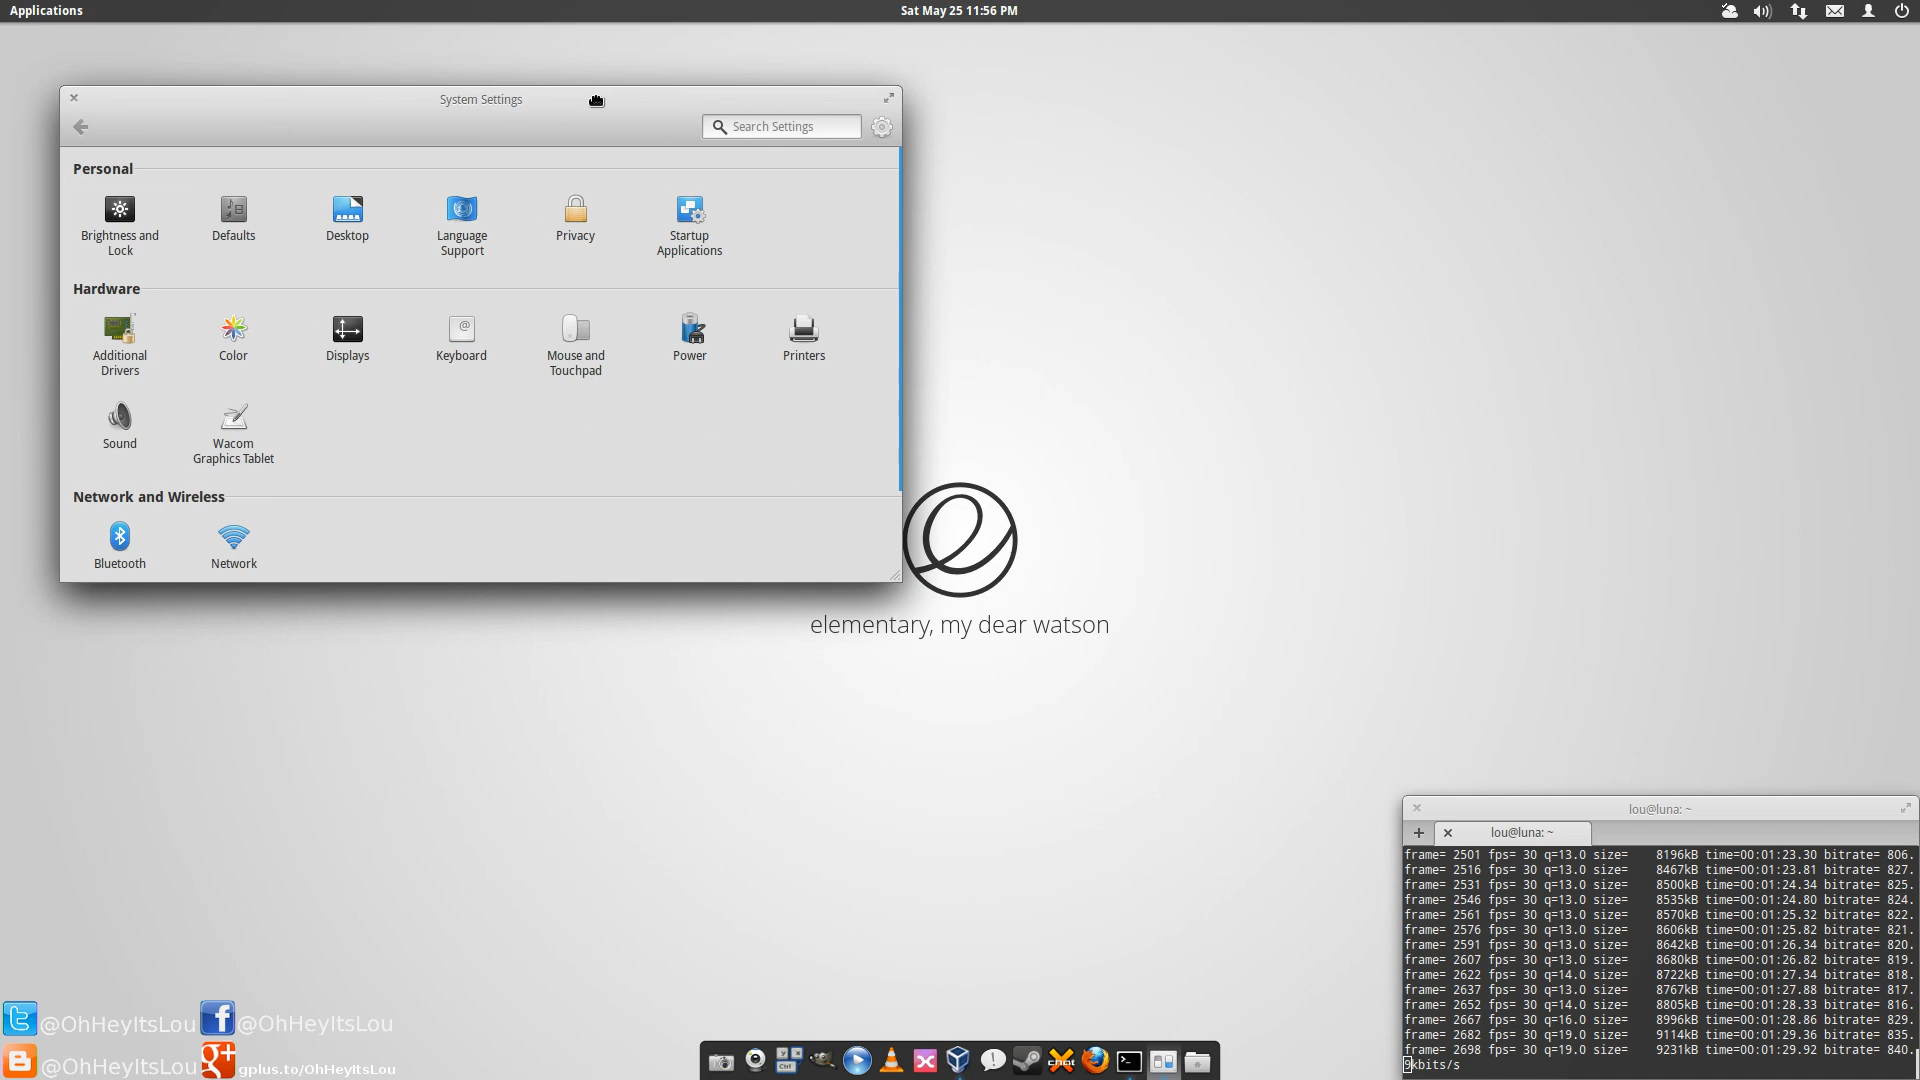 Applications
Sat May 25 11:56 PM
System Settings
Search Settings
Personal
Brightness and
Lock
Defaults
Desktop
Language
Support
Privacy
Startup
Applications
Hardware
Additional
Drivers
Color
Displays
Keyboard
Mouse and
Touchpad
Power
Printers
Sound
Wacom
Graphics Tablet
Network and Wireless
Bluetooth
Network
elementary, my dear watson
lou@luna: ~
lou@luna: ~
frame= 2501 fps= 30 q=13.0 size=    8196kB time=00:01:23.30 bitrate= 806.
frame= 2516 fps= 30 q=13.0 size=    8467kB time=00:01:23.81 bitrate= 827.
frame= 2531 fps= 30 q=13.0 size=    8500kB time=00:01:24.34 bitrate= 825.
frame= 2546 fps= 30 q=13.0 size=    8535kB time=00:01:24.80 bitrate= 824.
frame= 2561 fps= 30 q=13.0 size=    8570kB time=00:01:25.32 bitrate= 822.
frame= 2576 fps= 30 q=13.0 size=    8606kB time=00:01:25.82 bitrate= 821.
frame= 2591 fps= 30 q=13.0 size=    8642kB time=00:01:26.34 bitrate= 820.
frame= 2607 fps= 30 q=13.0 size=    8680kB time=00:01:26.82 bitrate= 819.
frame= 2622 fps= 30 q=14.0 size=    8722kB time=00:01:27.34 bitrate= 818.
frame= 2637 fps= 30 q=13.0 size=    8767kB time=00:01:27.88 bitrate= 817.
frame= 2652 fps= 30 q=14.0 size=    8805kB time=00:01:28.33 bitrate= 816.
frame= 2667 fps= 30 q=16.0 size=    8996kB time=00:01:28.86 bitrate= 829.
frame= 2682 fps= 30 q=19.0 size=    9114kB time=00:01:29.36 bitrate= 835.
frame= 2698 fps= 30 q=19.0 size=    9231kB time=00:01:29.92 bitrate= 840.
9kbits/s
@OhHeyItsLou
@OhHeyItsLou
@OhHeyItsLou
gplus.to/OhHeyItsLou